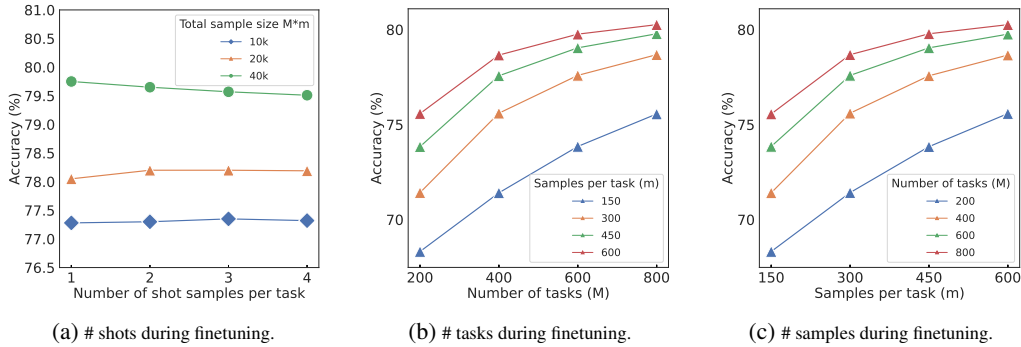 81.0
80.5
80.0
79.5
79.0
78.5
78.0
77.5
77.0
76.5
Accuracy (%)
Total sample size M*m
10k
20k
40k
1 2 3 4
Number of shot samples per task
(a) # shots during finetuning.
80
75
70
Accuracy (%)
Samples per task (m)
150
300
450
600
200 400 600 800
Number of tasks (M)
(b) # tasks during finetuning.
80
75
70
Accuracy (%)
Number of tasks (M)
200
400
600
800
150 300 450 600
Samples per task (m)
(c) # samples during finetuning.